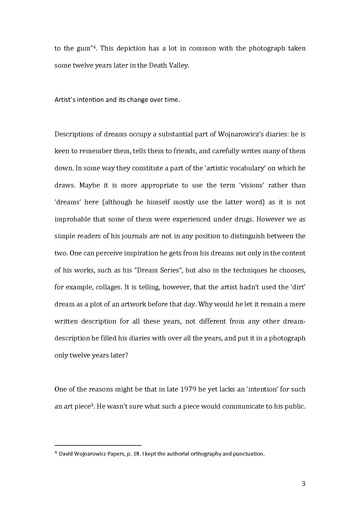 to the gum"⁴. This depiction has a lot in common with the photograph taken
some twelve years later in the Death Valley.
Artist's intention and its change over time.
Descriptions of dreams occupy a substantial part of Wojnarowicz's diaries: he is
keen to remember them, tells them to friends, and carefully writes many of them
down. In some way they constitute a part of the 'artistic vocabulary' on which he
draws. Maybe it is more appropriate to use the term 'visions' rather than
'dreams' here (although he himself mostly use the latter word) as it is not
improbable that some of them were experienced under drugs. However we as
simple readers of his journals are not in any position to distinguish between the
two. One can perceive inspiration he gets from his dreams not only in the content
of his works, such as his "Dream Series", but also in the techniques he chooses,
for example, collages. It is telling, however, that the artist hadn't used the 'dirt'
dream as a plot of an artwork before that day. Why would he let it remain a mere
written description for all these years, not different from any other dream-
description he filled his diaries with over all the years, and put it in a photograph
only twelve years later?
One of the reasons might be that in late 1979 he yet lacks an 'intention' for such
an art piece⁵. He wasn't sure what such a piece would communicate to his public.
David Wojnarowicz Papers, p. 18. I kept the authorial orthography and punctuation.
3